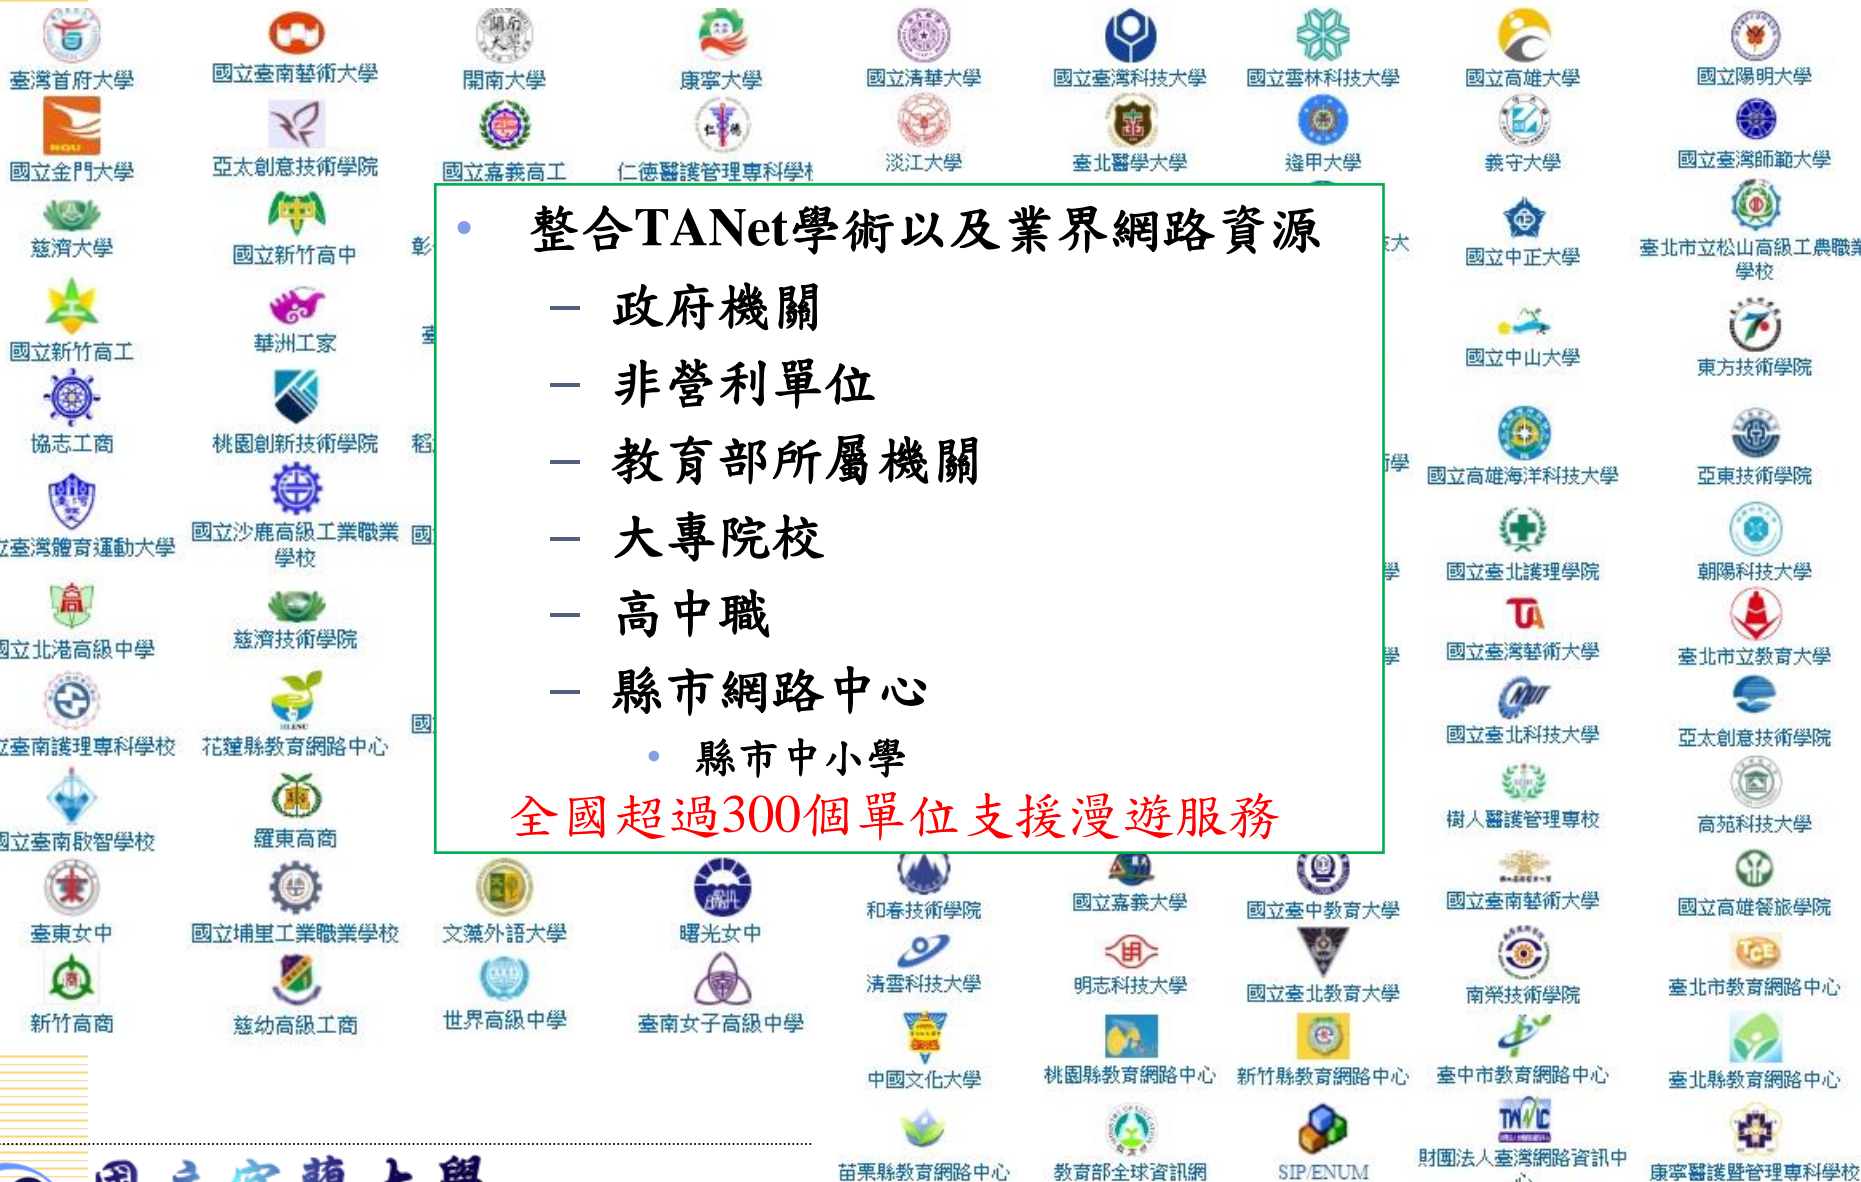 臺灣首府大學
國立臺南藝術大學
開南大學
康寧大學
國立清華大學
國立臺灣科技大學
國立雲林科技大學
國立高雄大學
國立陽明大學
NQU
國立金門大學
亞太創意技術學院
國立嘉義高工
仁德醫護管理專科學校
淡江大學
臺北醫學大學
逢甲大學
義守大學
國立臺灣師範大學
慈濟大學
國立新竹高中
彰
國立中正大學
臺北市立松山高級工農職業
學校
國立新竹高工
華洲工家
國立中山大學
東方技術學院
協志工商
桃園創新技術學院
稻
國立高雄海洋科技大學
亞東技術學院
立臺灣體育運動大學
國立沙鹿高級工業職業
學校
國
國立臺北護理學院
朝陽科技大學
國立北港高級中學
慈濟技術學院
國立臺灣藝術大學
臺北市立教育大學
立臺南護理專科學校
花蓮縣教育網路中心
國
國立臺北科技大學
亞太創意技術學院
國立臺南啟智學校
羅東高商
樹人醫護管理專校
高苑科技大學
• 整合TANet學術以及業界網路資源
– 政府機關
– 非營利單位
– 教育部所屬機關
– 大專院校
– 高中職
– 縣市網路中心
• 縣市中小學
全國超過300個單位支援漫遊服務
臺東女中
國立埔里工業職業學校
文藻外語大學
曙光女中
和春技術學院
國立嘉義大學
國立臺中教育大學
國立臺南藝術大學
國立高雄餐旅學院
新竹高商
慈幼高級工商
世界高級中學
臺南女子高級中學
清雲科技大學
明志科技大學
國立臺北教育大學
南榮技術學院
臺北市教育網路中心
中國文化大學
桃園縣教育網路中心
新竹縣教育網路中心
臺中市教育網路中心
臺北縣教育網路中心
苗栗縣教育網路中心
教育部全球資訊網
SIP/ENUM
TWNIC
財團法人臺灣網路資訊中
心
康寧醫護暨管理專科學校
國立宜蘭大學